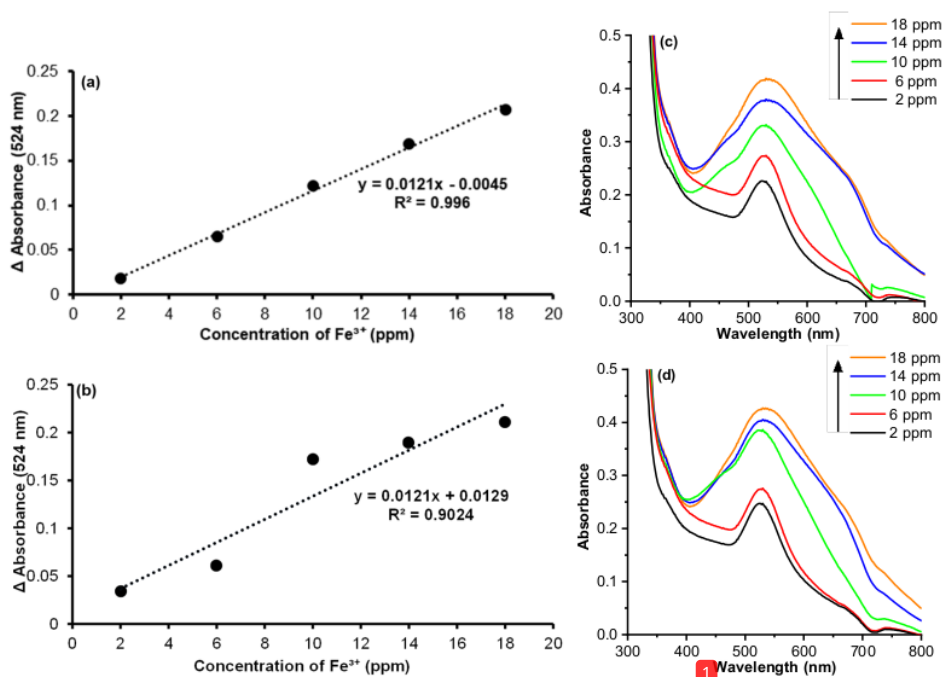 (a)
Δ Absorbance (524 nm)
0.25
0.2
0.15
0.1
0.05
0
y = 0.0121x - 0.0045
R² = 0.996
0 2 4 6 8 10 12 14 16 18 20
Concentration of Fe³⁺ (ppm)
(c)
18 ppm
14 ppm
10 ppm
6 ppm
2 ppm
Absorbance
0.5
0.4
0.3
0.2
0.1
0.0
300 400 500 600 700 800
Wavelength (nm)
(b)
Δ Absorbance (524 nm)
0.25
0.2
0.15
0.1
0.05
0
y = 0.0121x + 0.0129
R² = 0.9024
0 2 4 6 8 10 12 14 16 18 20
Concentration of Fe³⁺ (ppm)
(d)
18 ppm
14 ppm
10 ppm
6 ppm
2 ppm
Absorbance
0.5
0.4
0.3
0.2
0.1
0.0
300 400 500 600 700 800
1
Wavelength (nm)